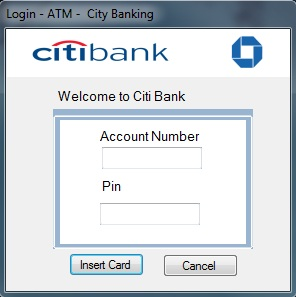 Login - ATM - City Banking
citibank
Welcome to Citi Bank
Account Number
Pin
Insert Card Cancel